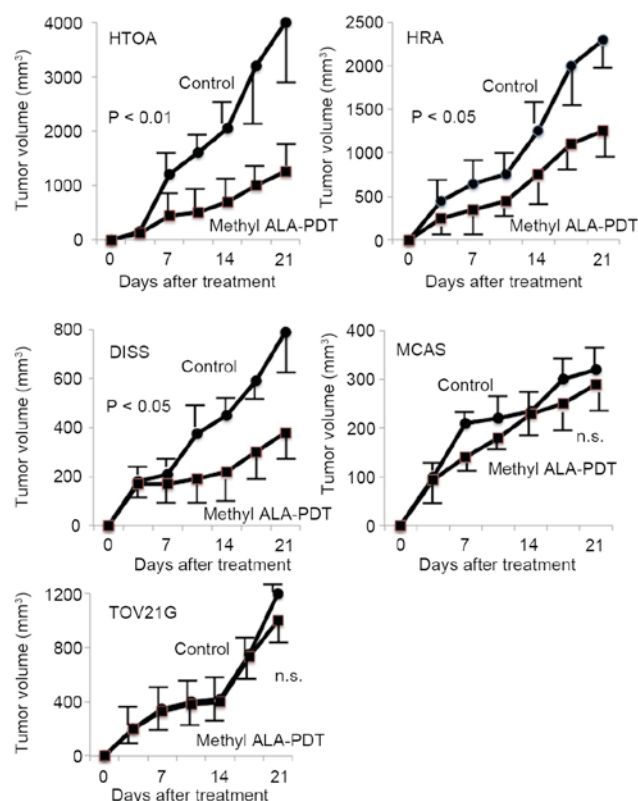 HTOA
Tumor volume (mm³)
4000
3000
2000
1000
0
Control
P < 0.01
Methyl ALA-PDT
0 7 14 21
Days after treatment
HRA
Tumor volume (mm³)
2500
2000
1500
1000
500
0
Control
P < 0.05
Methyl ALA-PDT
0 7 14 21
Days after treatment
DISS
Tumor volume (mm³)
800
600
400
200
0
Control
P < 0.05
Methyl ALA-PDT
0 7 14 21
Days after treatment
MCAS
Tumor volume (mm³)
400
300
200
100
0
Control
n.s.
Methyl ALA-PDT
0 7 14 21
Days after treatment
TOV21G
Tumor volume (mm³)
1200
800
400
0
Control
n.s.
Methyl ALA-PDT
0 7 14 21
Days after treatment